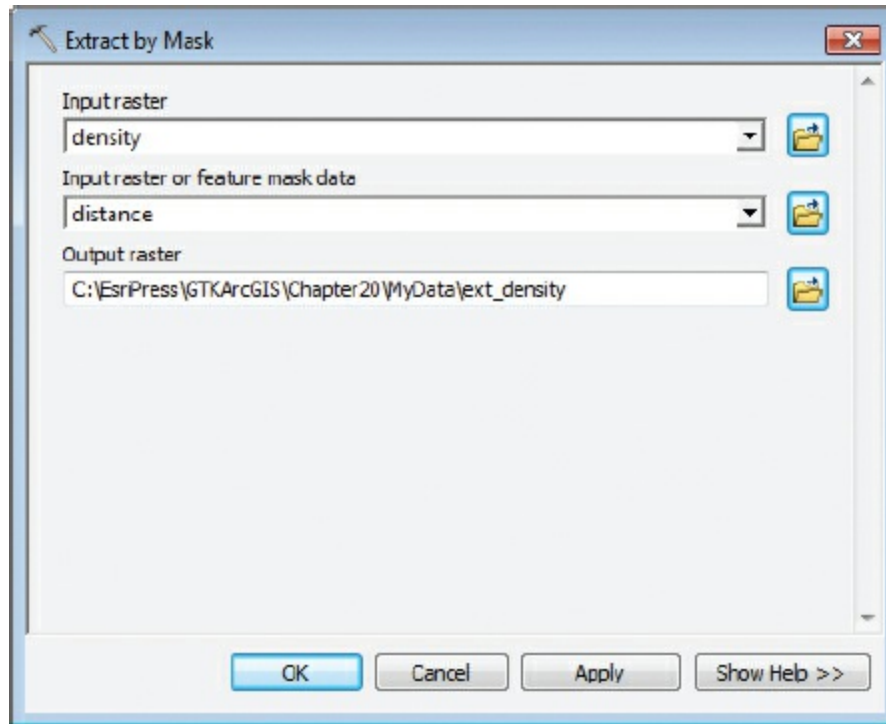 Extract by Mask
Input raster
density
Input raster or feature mask data
distance
Output raster
C:\EsriPress\GTKArcGIS\Chapter20\MyData\ext_density
OK Cancel Apply Show Help >>